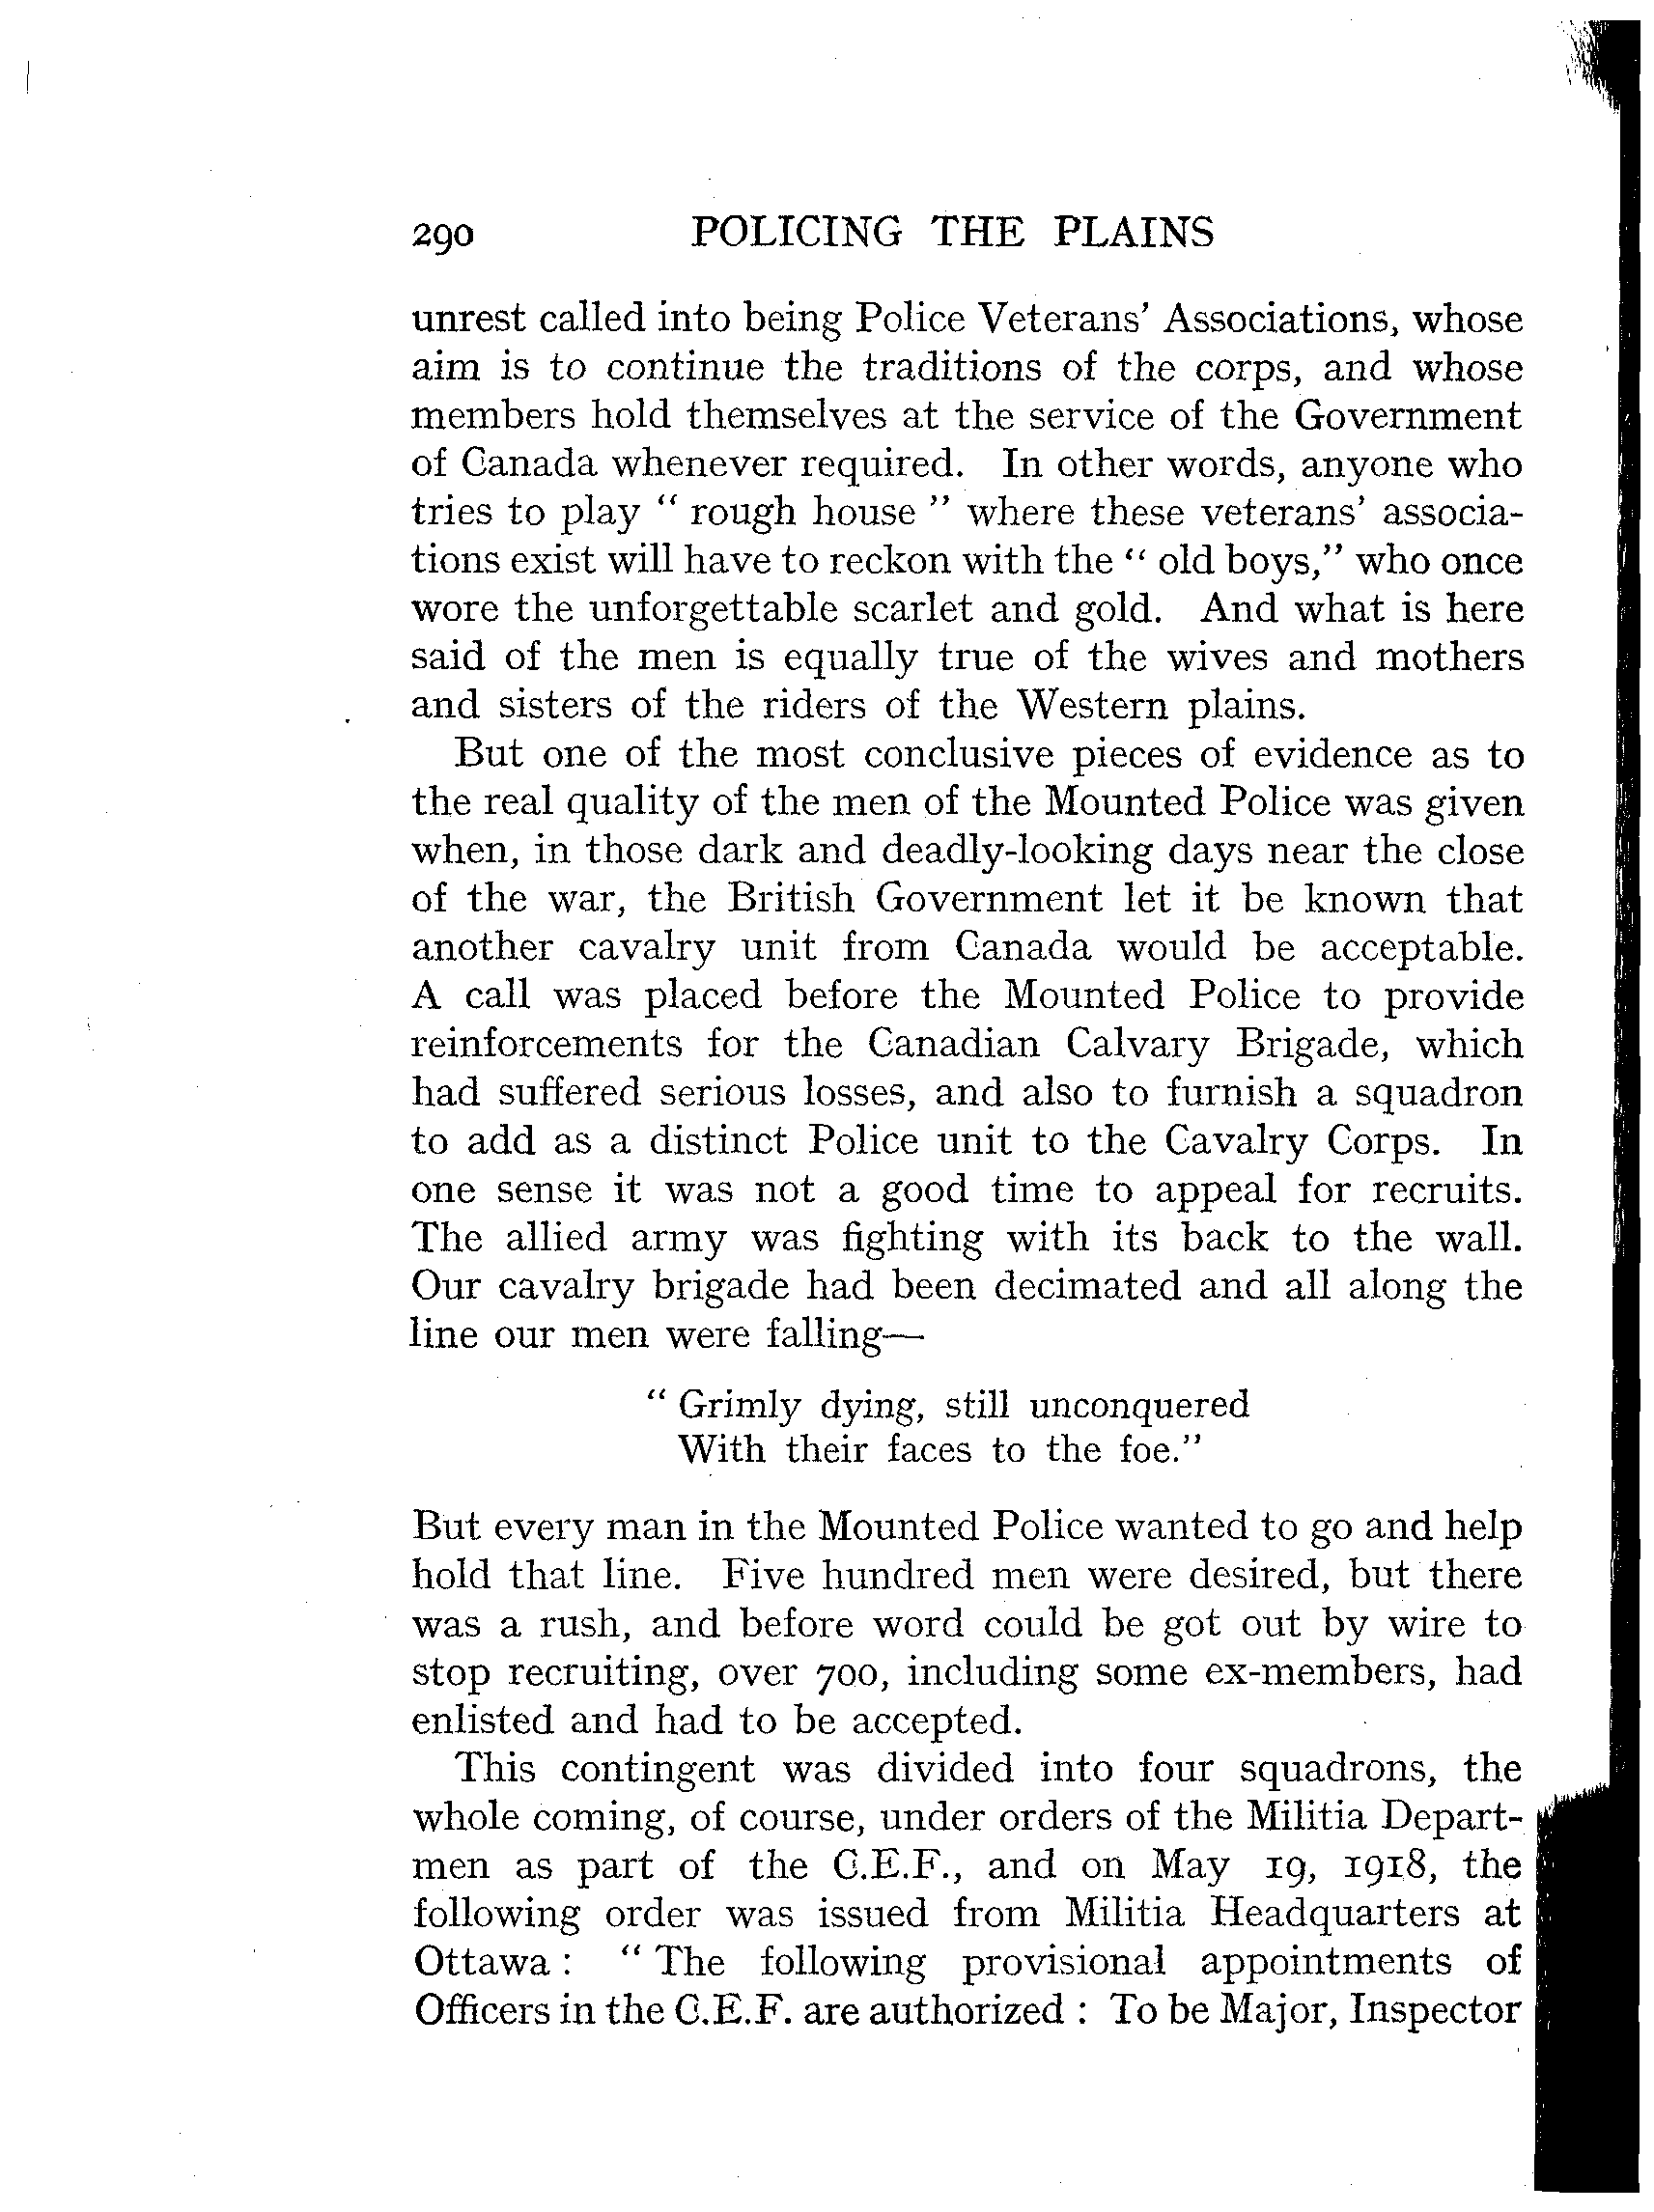 290 POLICING THE PLAINS
unrest called into being Police Veterans' Associations, whose
aim is to continue the traditions of the corps, and whose
members hold themselves at the service of the Government
of Canada whenever required. In other words, anyone who
tries to play " rough house " where these veterans' associa-
tions exist will have to reckon with the " old boys," who once
wore the unforgettable scarlet and gold. And what is here
said of the men is equally true of the wives and mothers
and sisters of the riders of the Western plains.
But one of the most conclusive pieces of evidence as to
the real quality of the men of the Mounted Police was given
when, in those dark and deadly-looking days near the close
of the war, the British Government let it be known that
another cavalry unit from Canada would be acceptable.
A call was placed before the Mounted Police to provide
reinforcements for the Canadian Calvary Brigade, which
had suffered serious losses, and also to furnish a squadron
to add as a distinct Police unit to the Cavalry Corps. In
one sense it was not a good time to appeal for recruits.
The allied army was fighting with its back to the wall.
Our cavalry brigade had been decimated and all along the
line our men were falling—
" Grimly dying, still unconquered
With their faces to the foe."
But every man in the Mounted Police wanted to go and help
hold that line. Five hundred men were desired, but there
was a rush, and before word could be got out by wire to
stop recruiting, over 700, including some ex-members, had
enlisted and had to be accepted.
This contingent was divided into four squadrons, the
whole coming, of course, under orders of the Militia Depart-
men as part of the C.E.F., and on May 19, 1918, the
following order was issued from Militia Headquarters at
Ottawa : " The following provisional appointments of
Officers in the C.E.F. are authorized : To be Major, Inspector